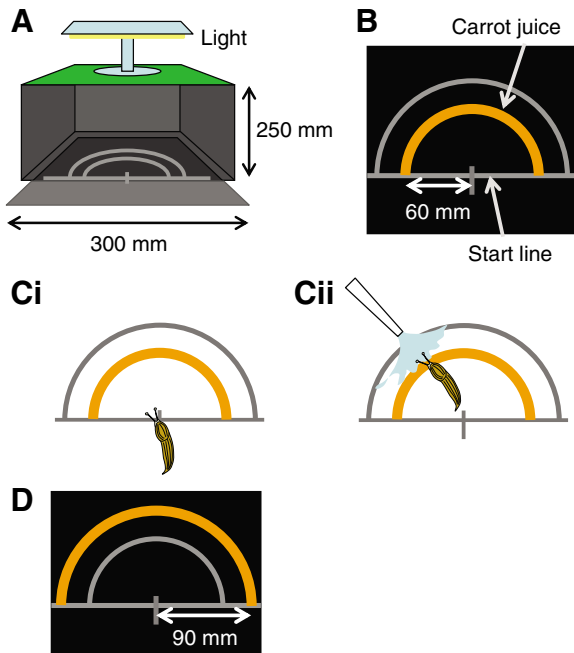 A
Light
250 mm
300 mm
B
Carrot juice
60 mm
Start line
Ci
Cii
D
90 mm